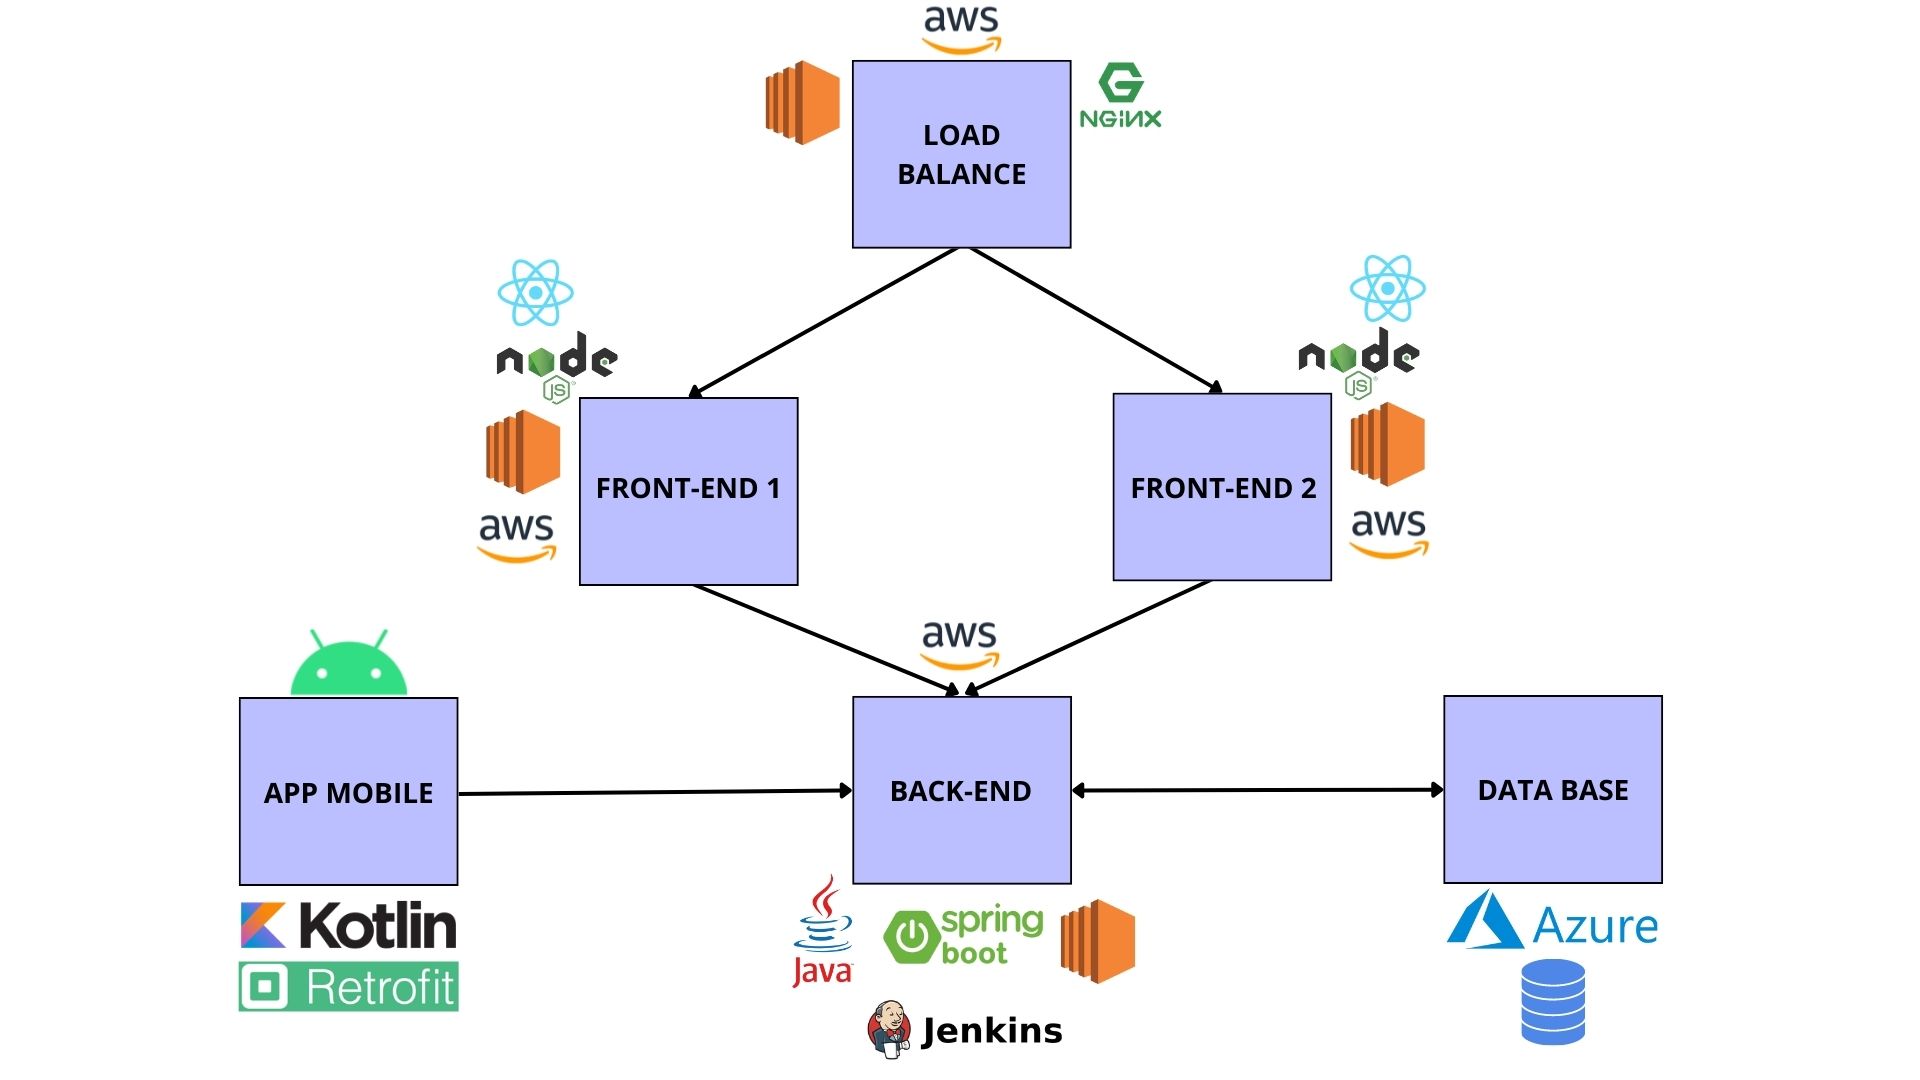 aws
NGiNX
LOAD
BALANCE
node
JS
node
JS
aws
FRONT-END 1
FRONT-END 2
aws
aws
APP MOBILE
BACK-END
DATA BASE
Kotlin
Retrofit
Java
spring
boot
Azure
Jenkins